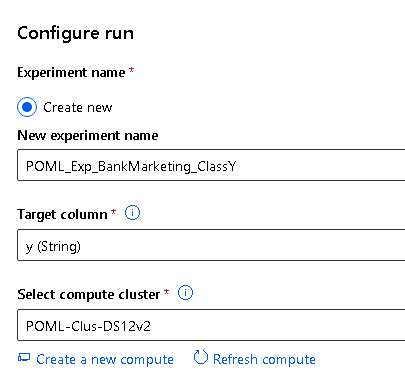 Configure run
Experiment name *
Create new
New experiment name
POML_Exp_BankMarketing_ClassY
Target column *
y (String)
Select compute cluster *
POML-Clus-DS12v2
Create a new compute Refresh compute